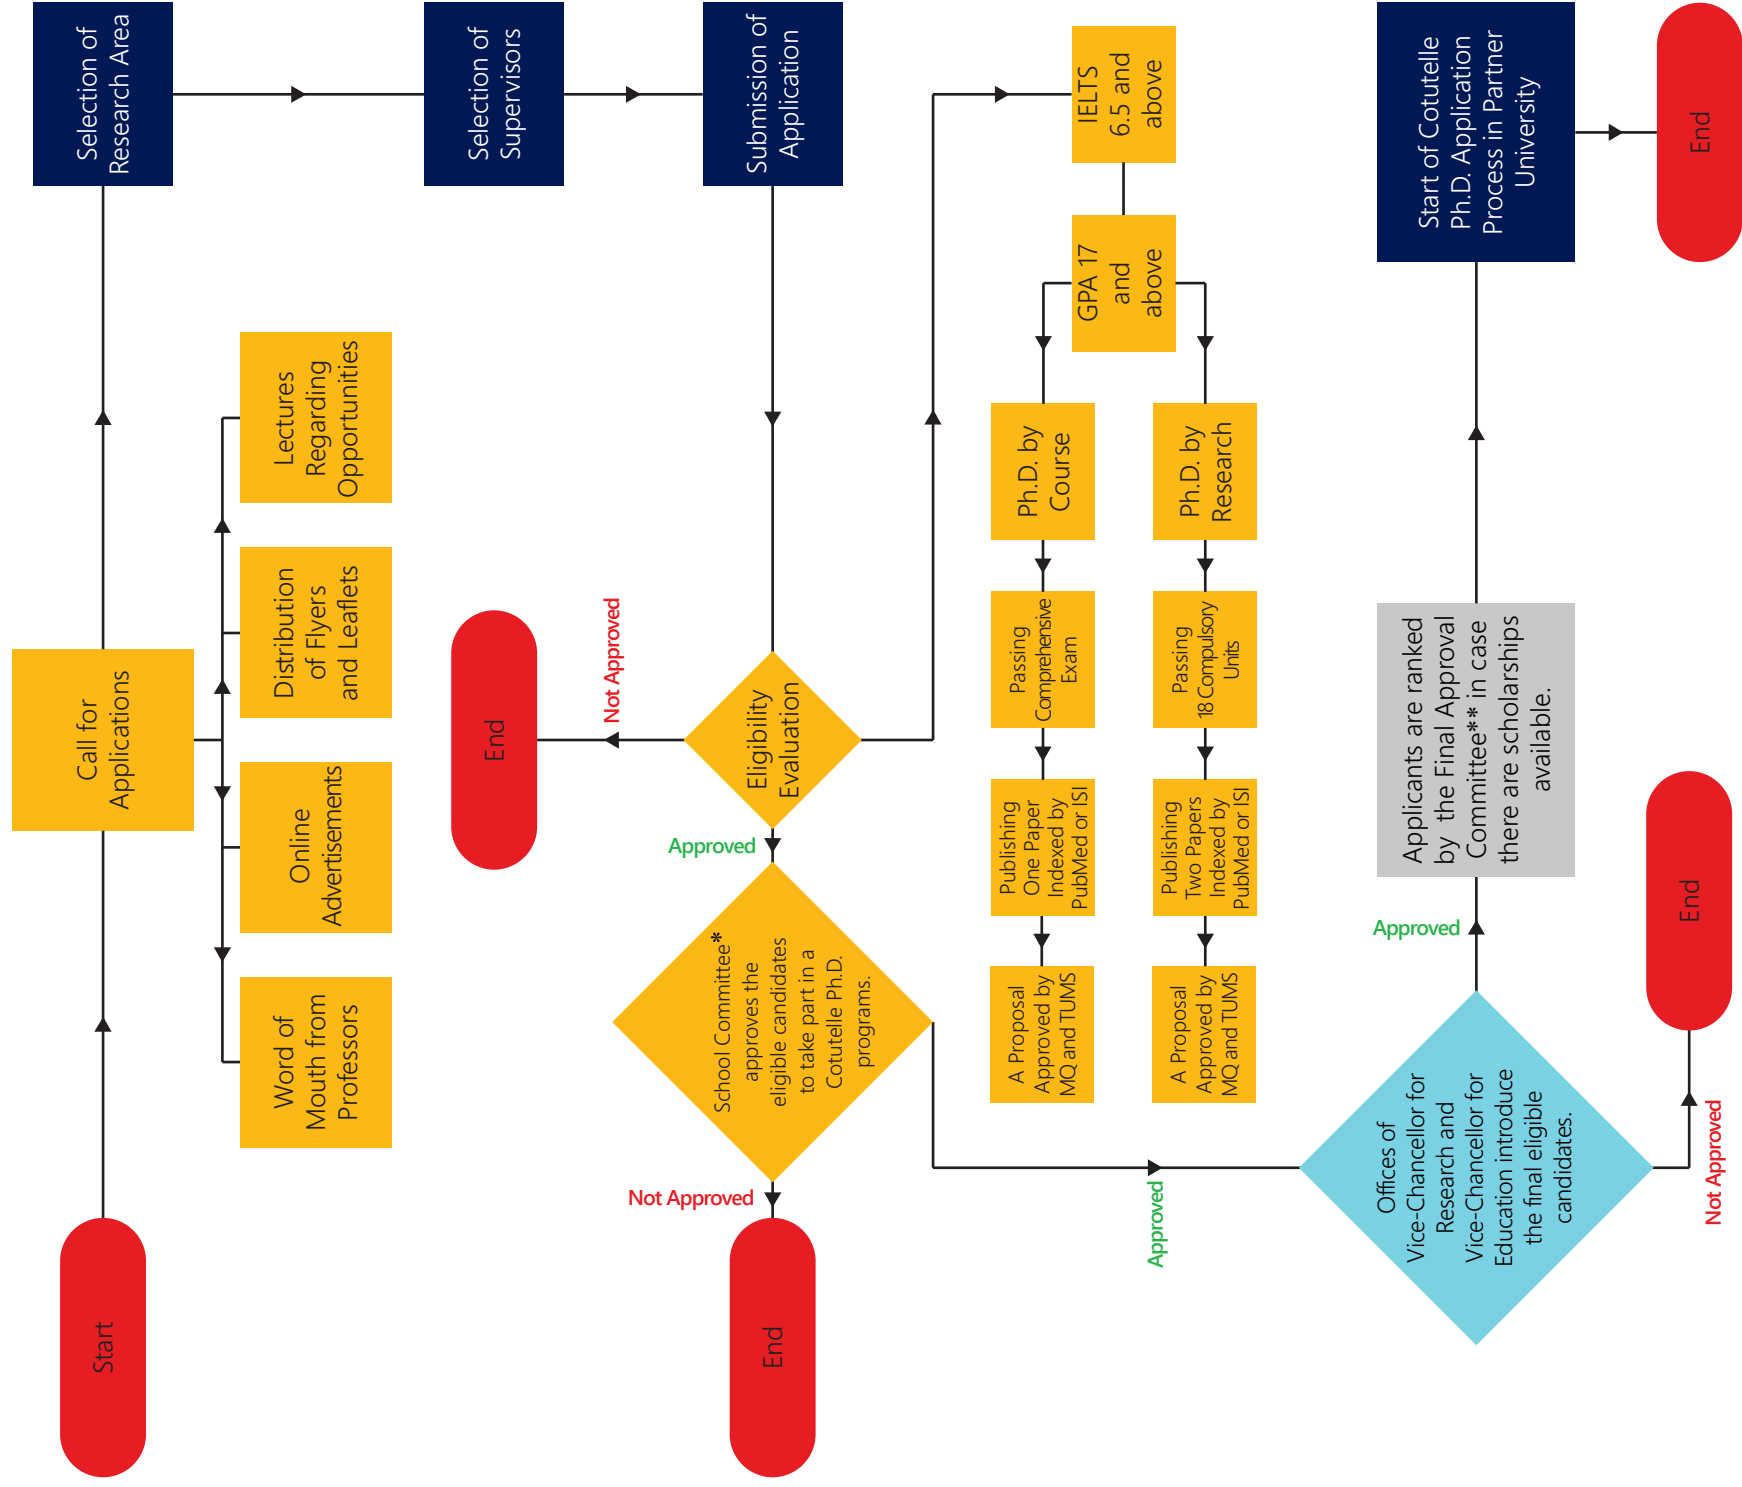 Start
Call for
Applications
Word of
Mouth from
Professors
Online
Advertisements
Distribution
of Flyers
and Leaflets
Lectures
Regarding
Opportunities
Selection of
Research Area
Selection of
Supervisors
Submission of
Application
Eligibility
Evaluation
Not Approved
End
Approved
School Committee*
approves the
eligible candidates
to take part in a
Cotutelle Ph.D.
programs.
Not Approved
End
IELTS
6.5 and
above
GPA 17
and
above
Ph.D. by
Course
Passing
Comprehensive
Exam
Publishing
One Paper
Indexed by
PubMed or ISI
A Proposal
Approved by
MQ and TUMS
Ph.D. by
Research
Passing
18 Compulsory
Units
Publishing
Two Papers
Indexed by
PubMed or ISI
A Proposal
Approved by
MQ and TUMS
Approved
Offices of
Vice-Chancellor for
Research and
Vice-Chancellor for
Education introduce
the final eligible
candidates.
Not Approved
End
Approved
Applicants are ranked
by the Final Approval
Committee** in case
there are scholarships
available.
Start of Cotutelle
Ph.D. Application
Process in Partner
University
End